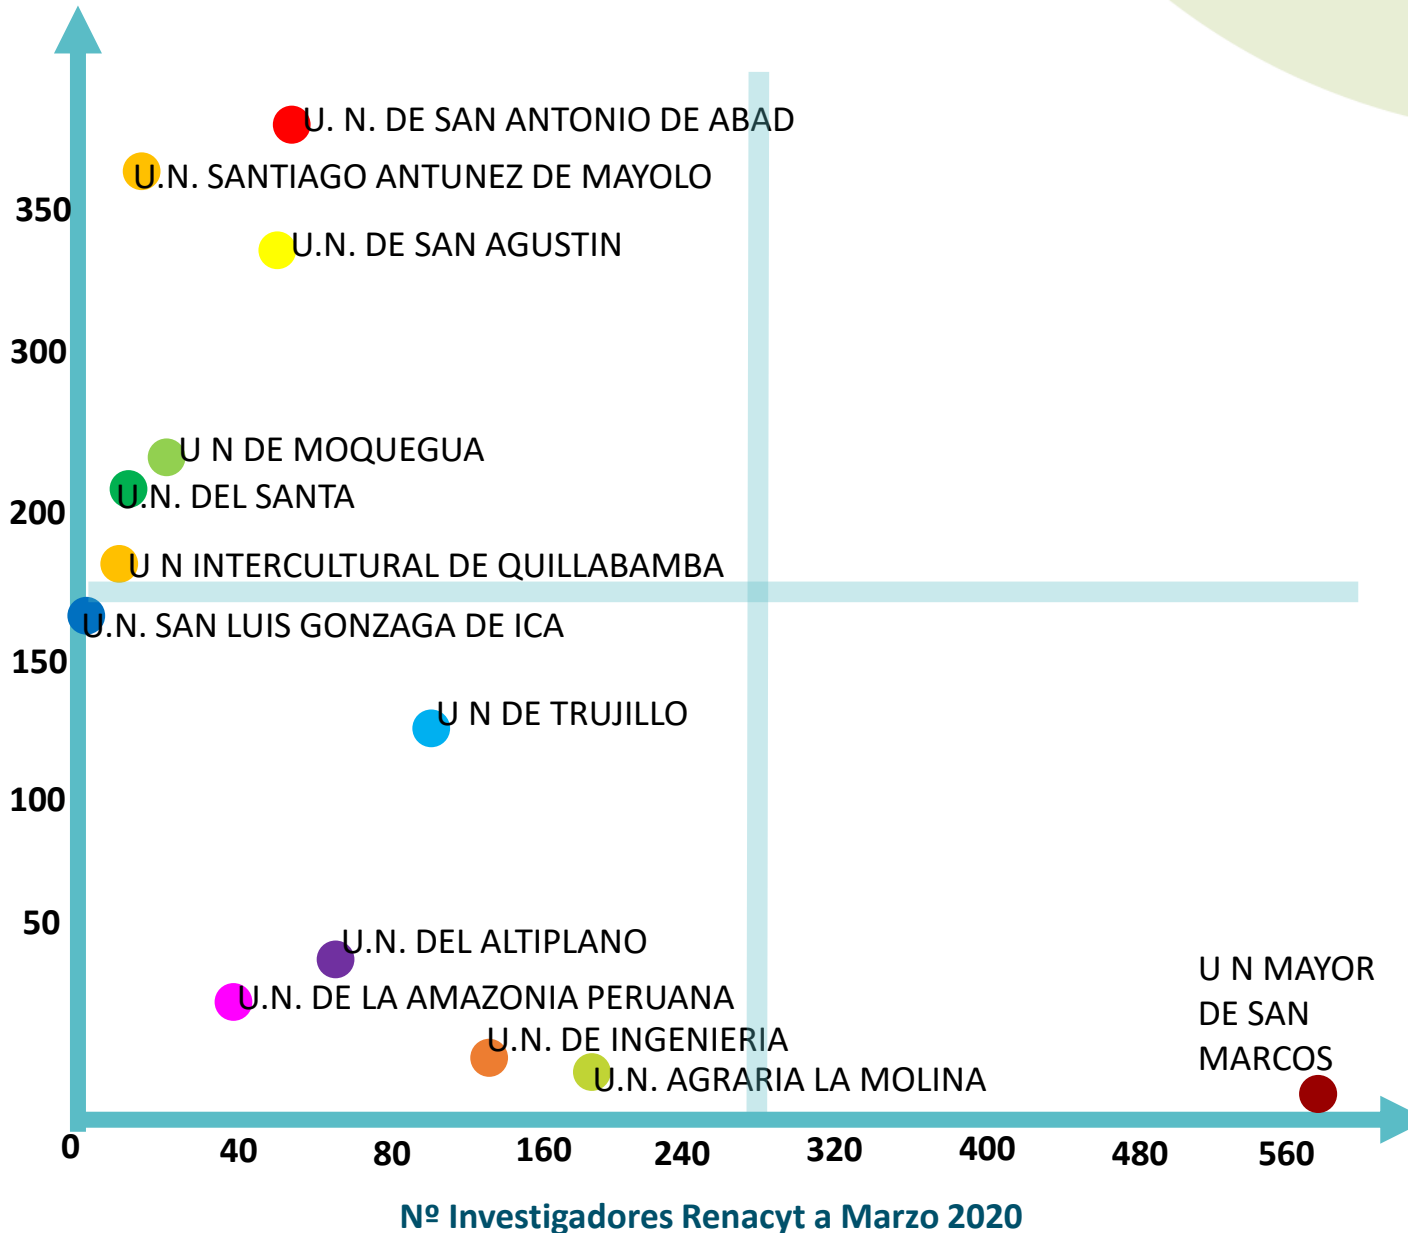 U. N. DE SAN ANTONIO DE ABAD
U.N. SANTIAGO ANTUNEZ DE MAYOLO
350
U.N. DE SAN AGUSTIN
300
U N DE MOQUEGUA
U.N. DEL SANTA
200
U N INTERCULTURAL DE QUILLABAMBA
U.N. SAN LUIS GONZAGA DE ICA
150
U N DE TRUJILLO
100
50
U.N. DEL ALTIPLANO
U.N. DE LA AMAZONIA PERUANA
U.N. DE INGENIERIA
U.N. AGRARIA LA MOLINA
U N MAYOR
DE SAN
MARCOS
0 40 80 160 240 320 400 480 560
Nº Investigadores Renacyt a Marzo 2020